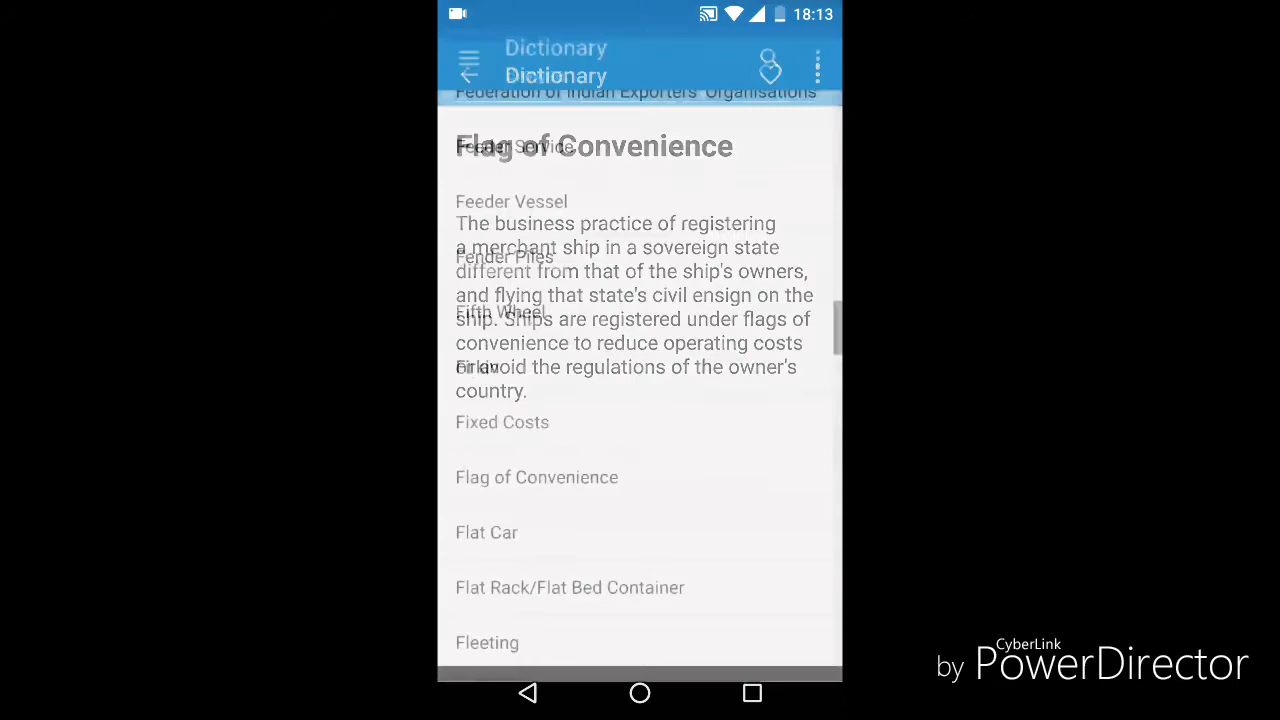 18:13
Dictionary
Dictionary
Federation of Indian Exporters' Organisations
Flag of Convenience
Feeder Service
Feeder Vessel
The business practice of registering
a merchant ship in a sovereign state
Fender Piles
different from that of the ship's owners,
and flying that state's civil ensign on the
Fifth Wheel
ship. Ships are registered under flags of
convenience to reduce operating costs
Firkin
or avoid the regulations of the owner's
country.
Fixed Costs
Flag of Convenience
Flat Car
Flat Rack/Flat Bed Container
Fleeting
by CyberLink PowerDirector